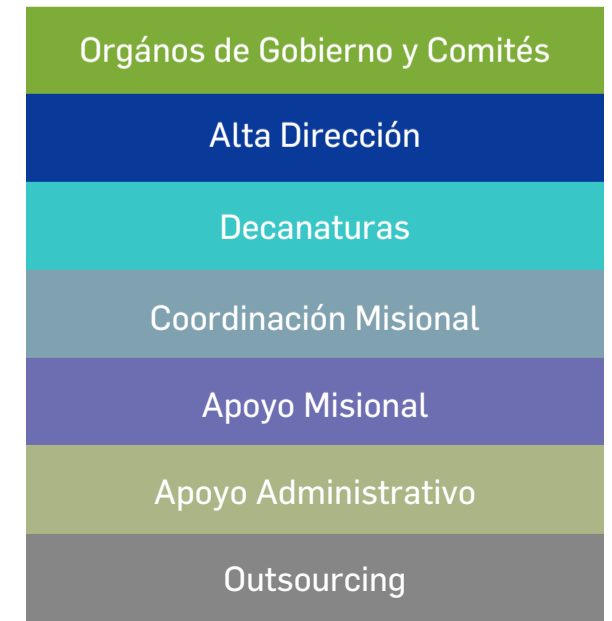 Orgános de Gobierno y Comités
Alta Dirección
Decanaturas
Coordinación Misional
Apoyo Misional
Apoyo Administrativo
Outsourcing